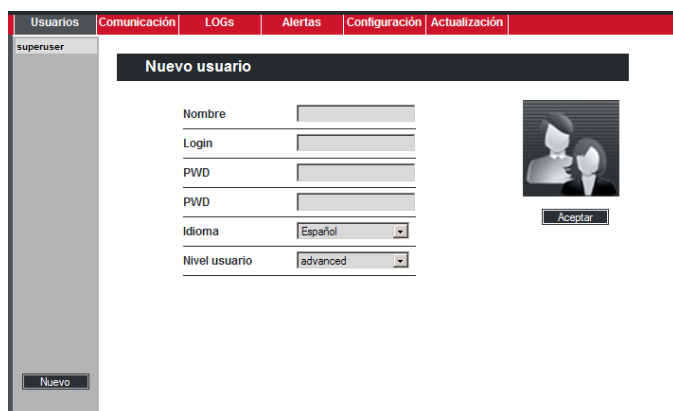 Usuarios Comunicación LOGs Alertas Configuración Actualización
superuser
Nuevo usuario
Nombre
Login
PWD
PWD
Idioma Español
Nivel usuario advanced
Aceptar
Nuevo